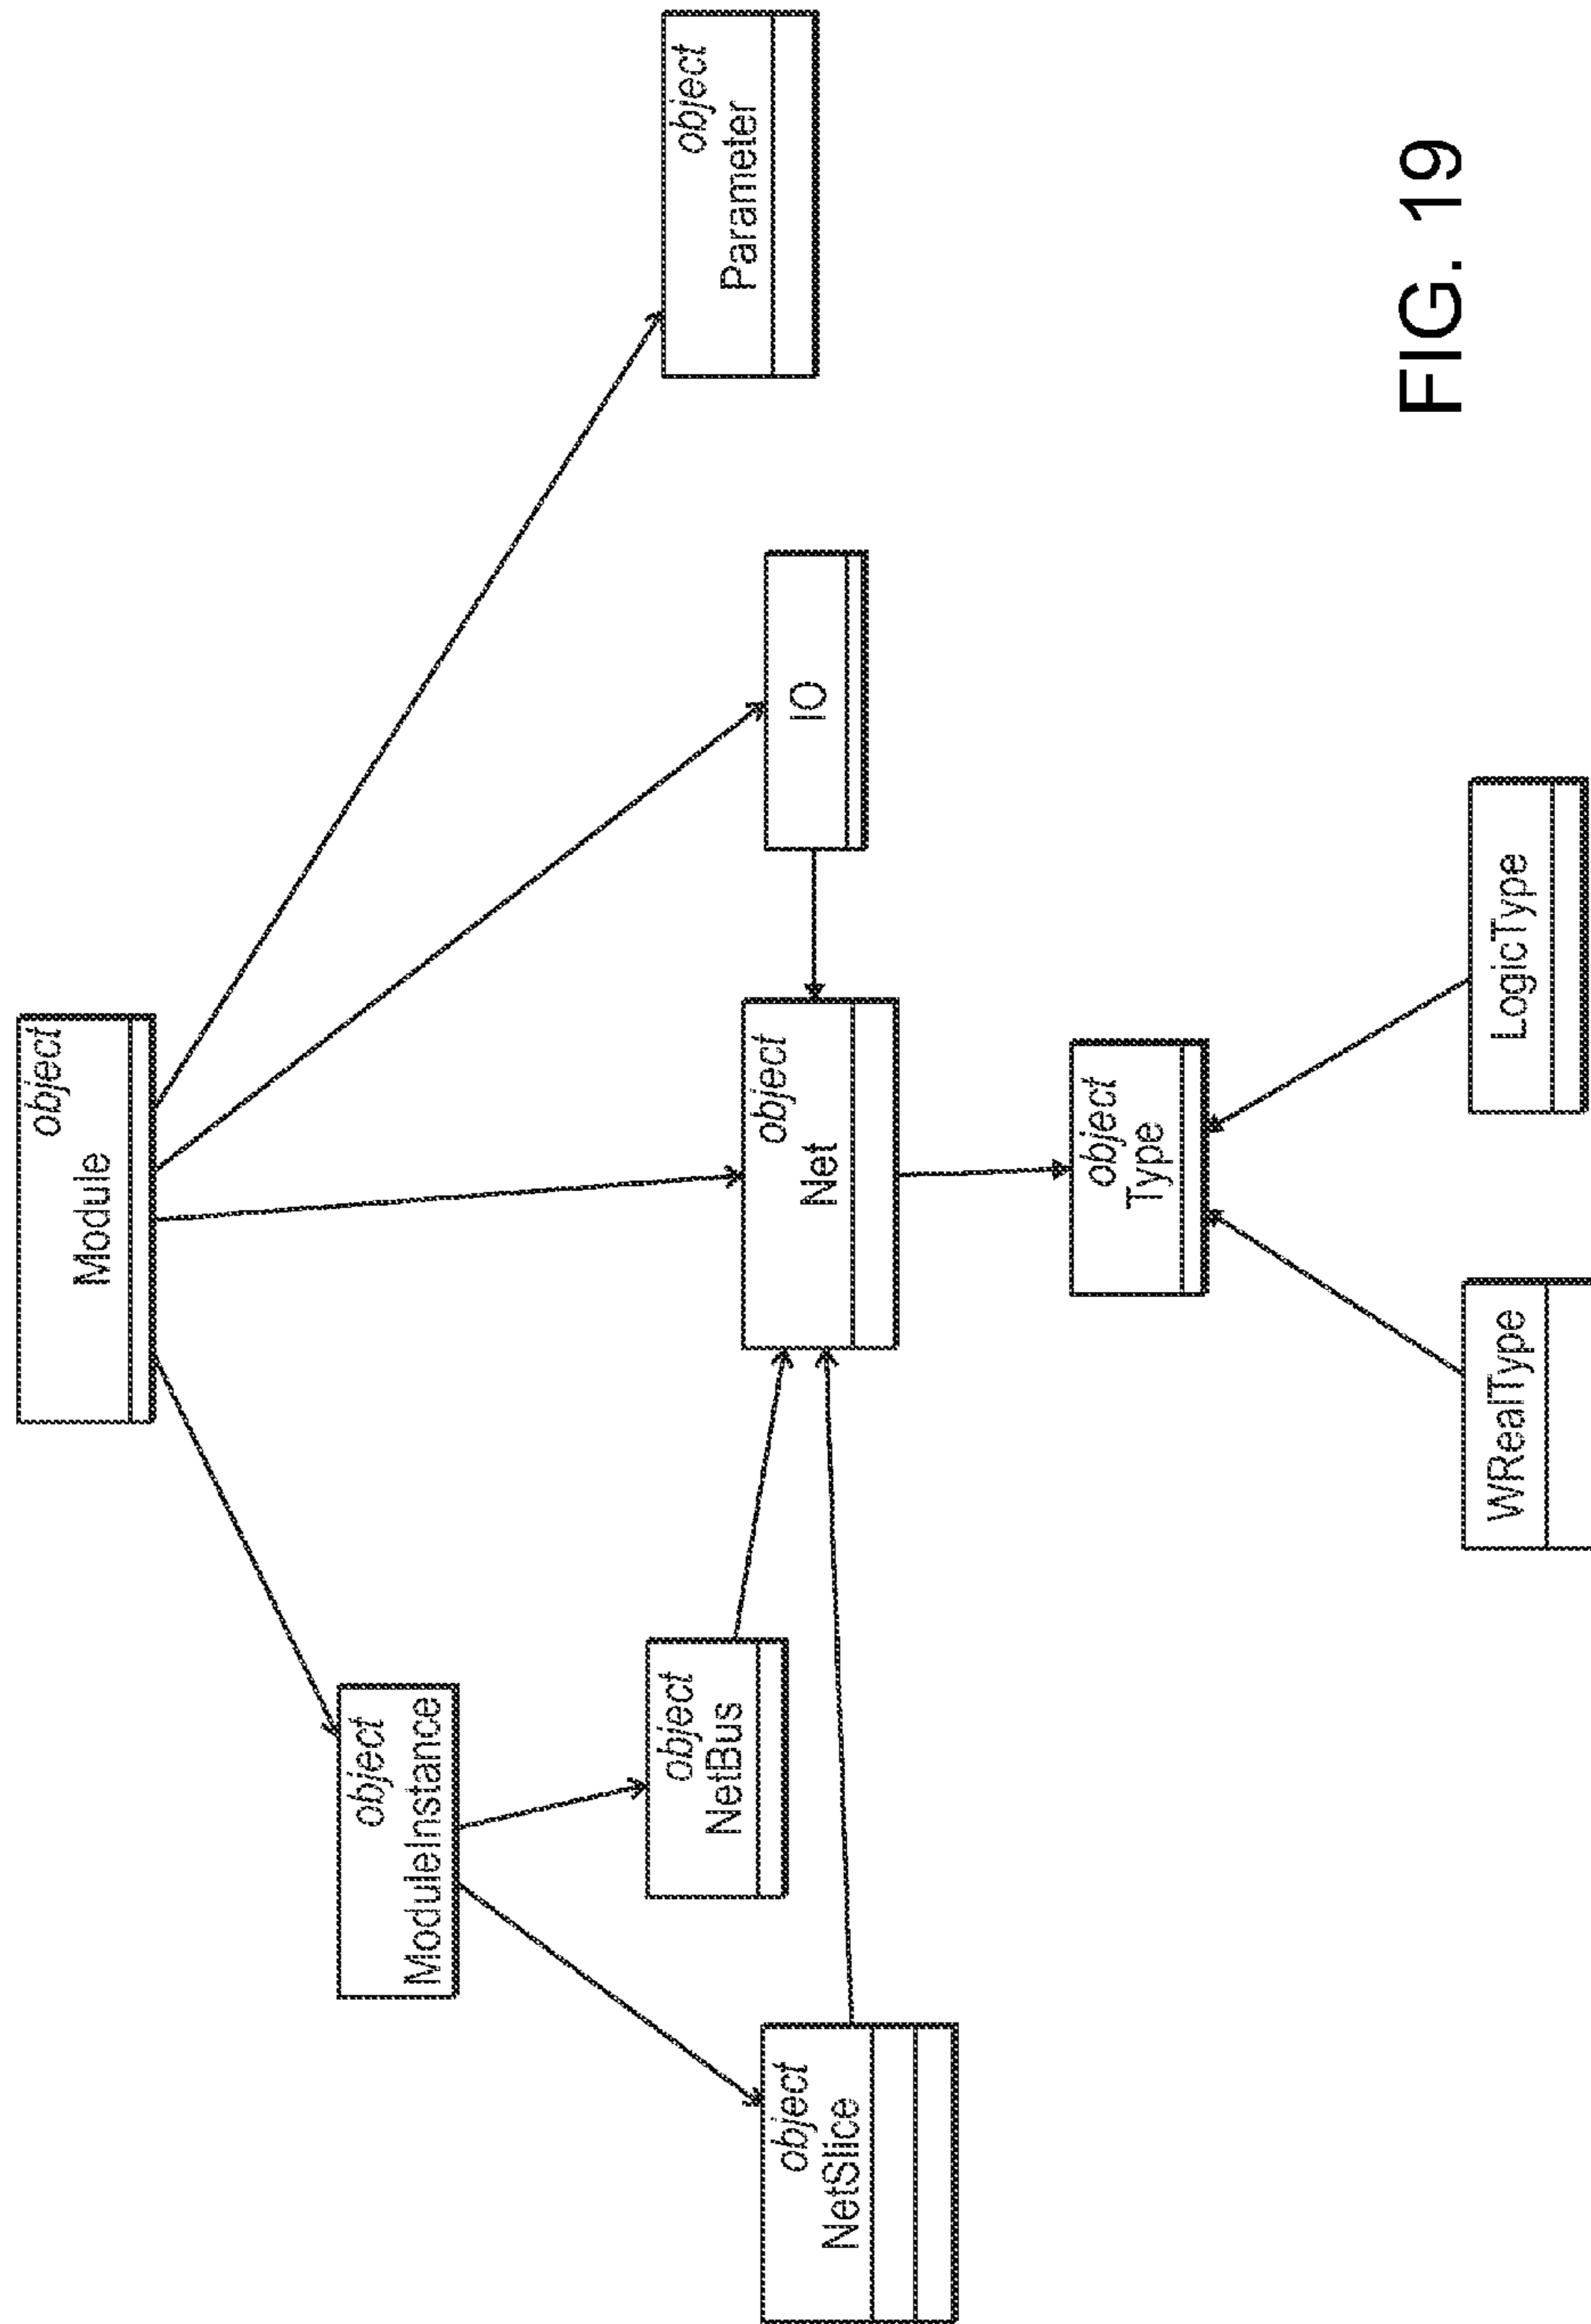 object
Module
object
ModuleInstance
object
NetBus
object
Parameter
object
NetSlice
object
Net
IO
object
Type
WRealType
LogicType
FIG. 19